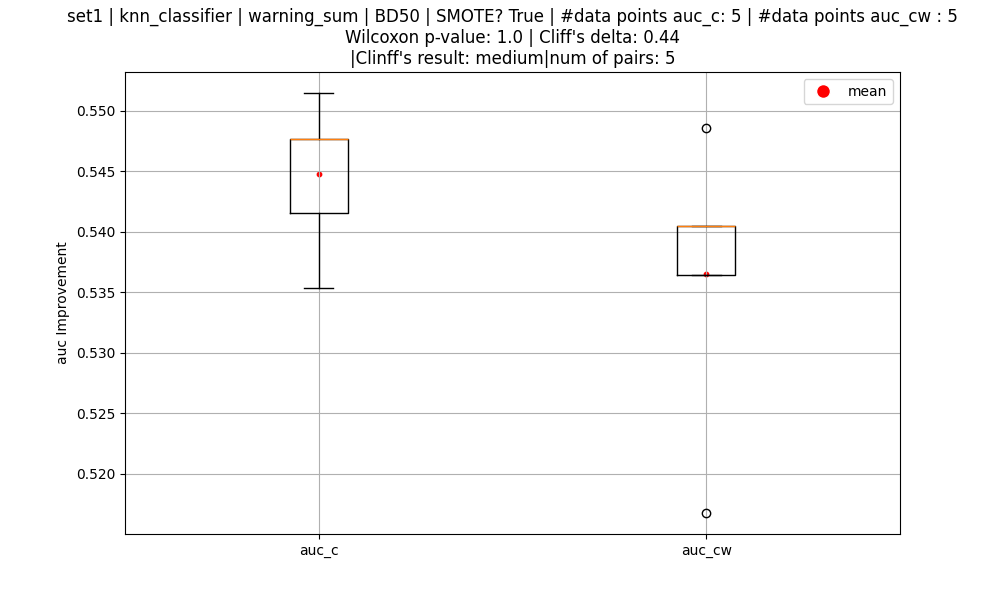 set1 | knn_classifier | warning_sum | BD50 | SMOTE? True | #data points auc_c: 5 | #data points auc_cw : 5
Wilcoxon p-value: 1.0 | Cliff's delta: 0.44
|Clinff's result: medium|num of pairs: 5
mean
0.550
0.545
0.540
0.535
0.530
0.525
0.520
auc Improvement
auc_c
auc_cw